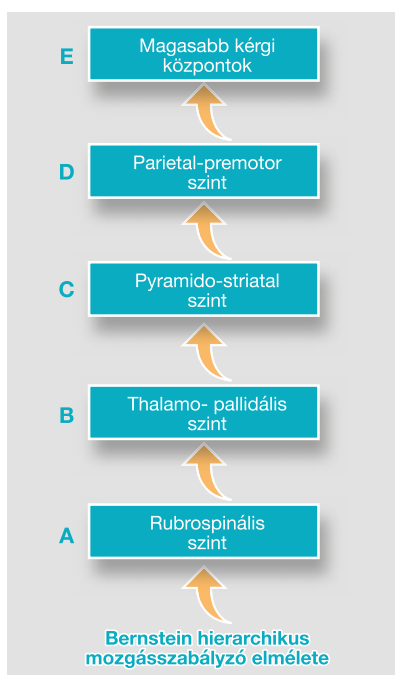 E
Magasabb kérgi
központok
D
Parietal-premotor
szint
C
Pyramido-striatal
szint
B
Thalamo- pallidális
szint
A
Rubrospinális
szint
Bernstein hierarchikus
mozgásszabályzó elmélete